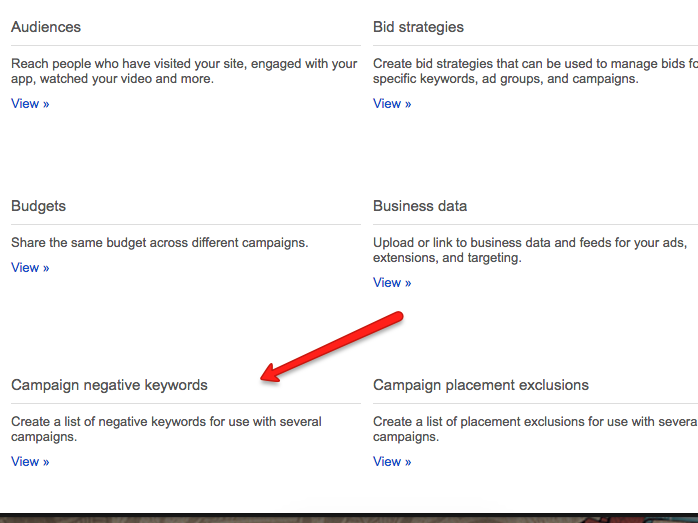 Audiences
Reach people who have visited your site, engaged with your
app, watched your video and more.
View »
Bid strategies
Create bid strategies that can be used to manage bids fo
specific keywords, ad groups, and campaigns.
View »
Budgets
Share the same budget across different campaigns.
View »
Business data
Upload or link to business data and feeds for your ads,
extensions, and targeting.
View »
Campaign negative keywords
Create a list of negative keywords for use with several
campaigns.
View »
Campaign placement exclusions
Create a list of placement exclusions for use with severa
campaigns.
View »